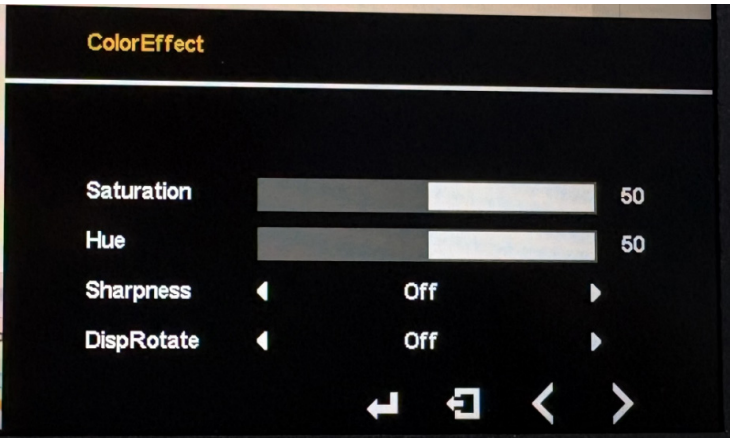 ColorEffect
Saturation 50
Hue 50
Sharpness Off
DispRotate Off